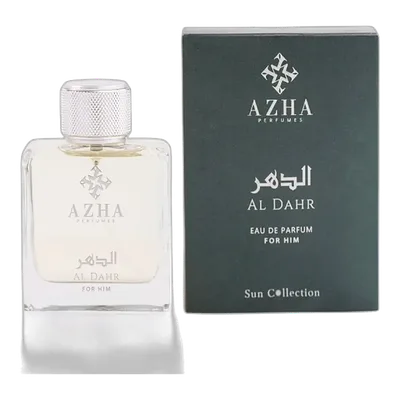 AZHA
PERFUMES
الدهر
AL DAHR
FOR HIM
AZHA
PERFUMES
الدهر
AL DAHR
EAU DE PARFUM
FOR HIM
Sun Collection